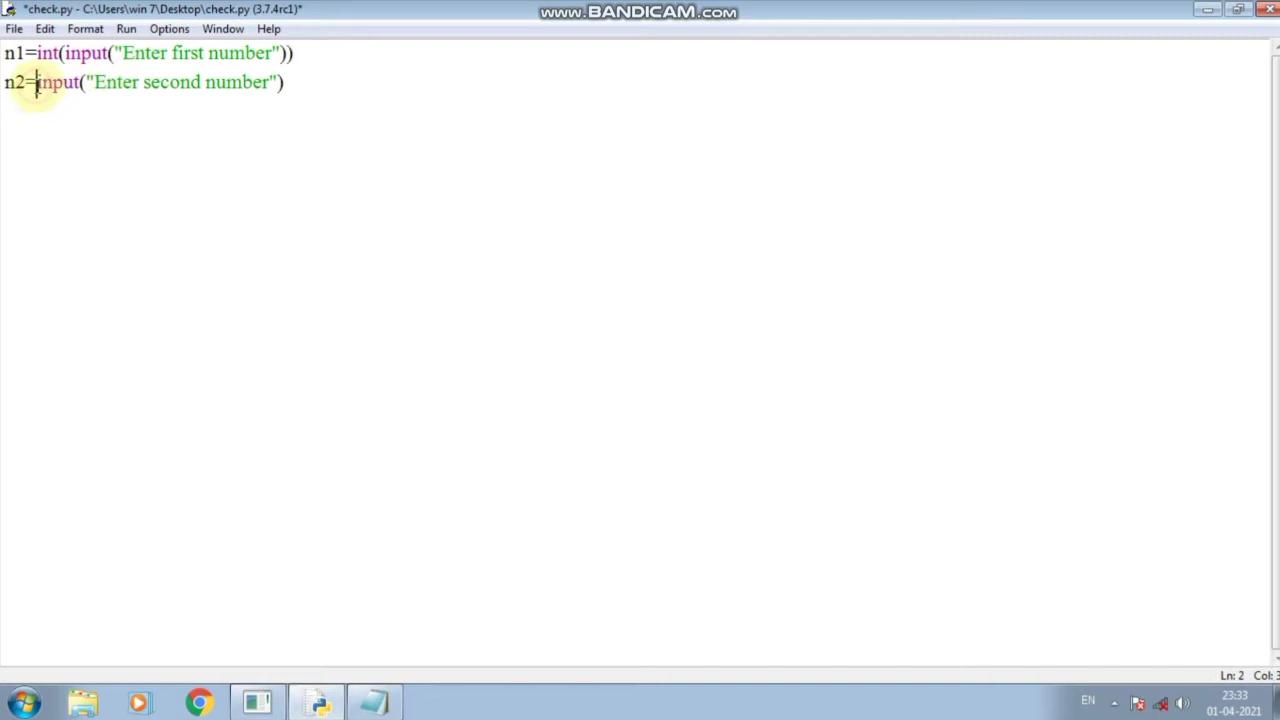 *check.py - C:\Users\win 7\Desktop\check.py (3.7.4rc1)*
www.BANDICAM.com
File Edit Format Run Options Window Help
n1=int(input("Enter first number"))
n2=input("Enter second number")
Ln: 2 Col: 3
EN
23:33
01-04-2021